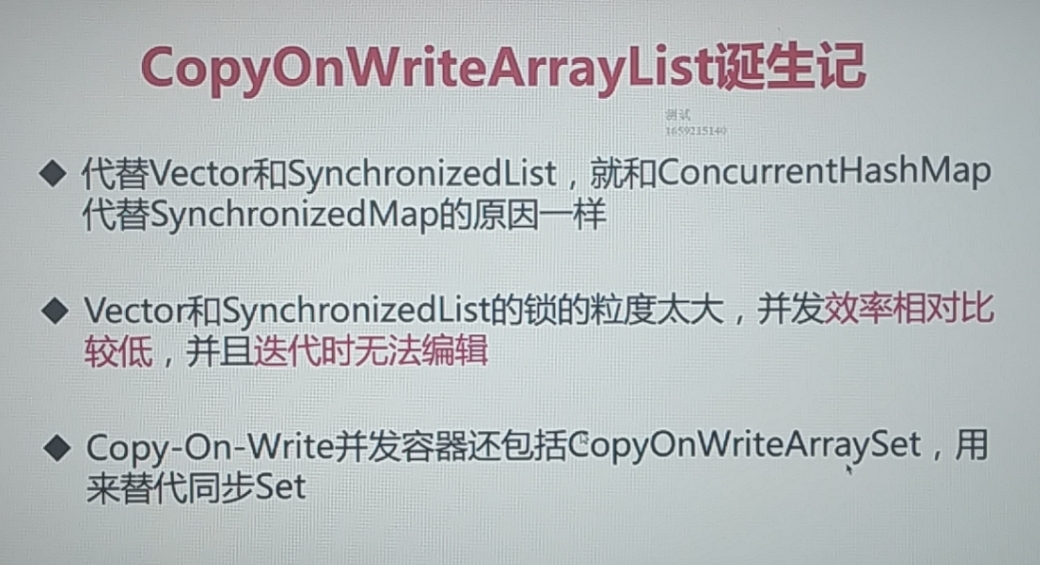 CopyOnWriteArrayList诞生记
测试
1659215140
◆ 代替Vector和SynchronizedList，就和ConcurrentHashMap
代替SynchronizedMap的原因一样
◆ Vector和SynchronizedList的锁的粒度太大，并发效率相对比
较低，并且迭代时无法编辑
◆ Copy-On-Write并发容器还包括CopyOnWriteArraySet，用
来替代同步Set